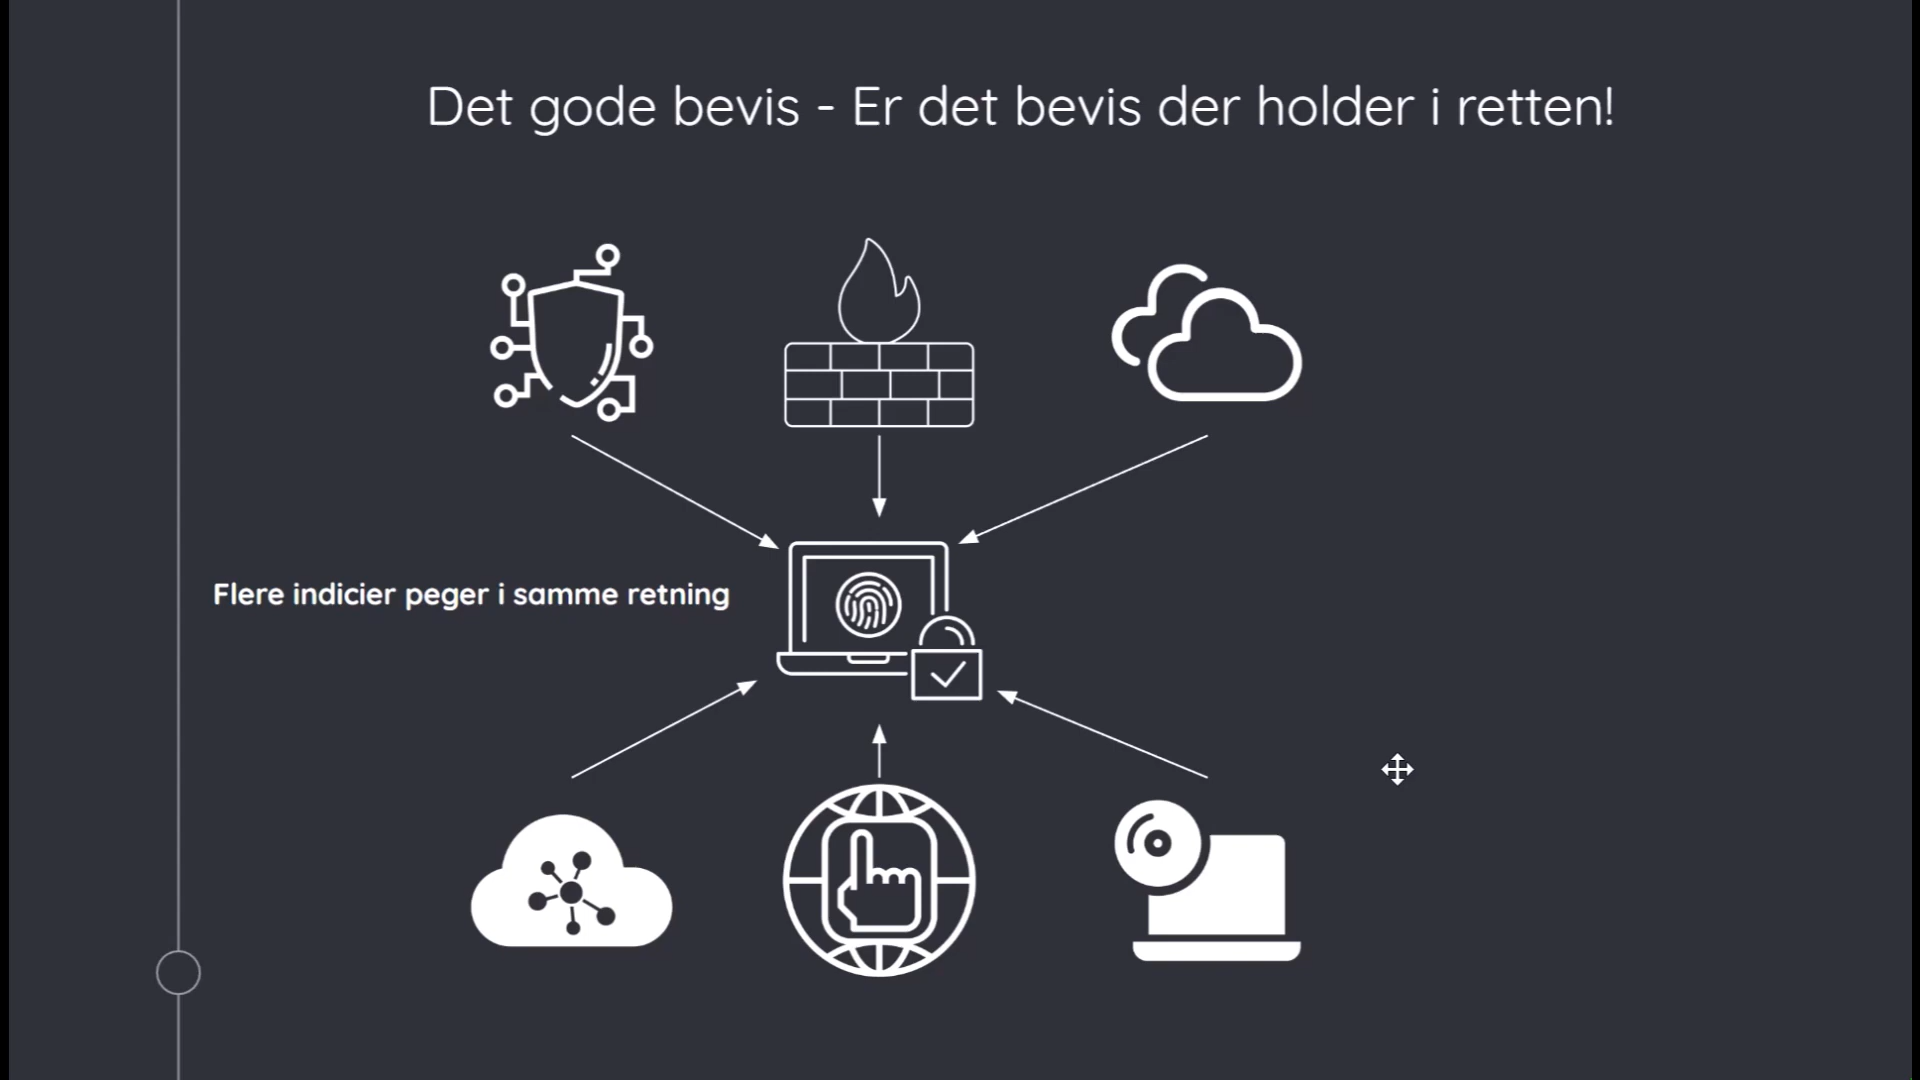 Det gode bevis - Er det bevis der holder i retten!
Flere indicier peger i samme retning